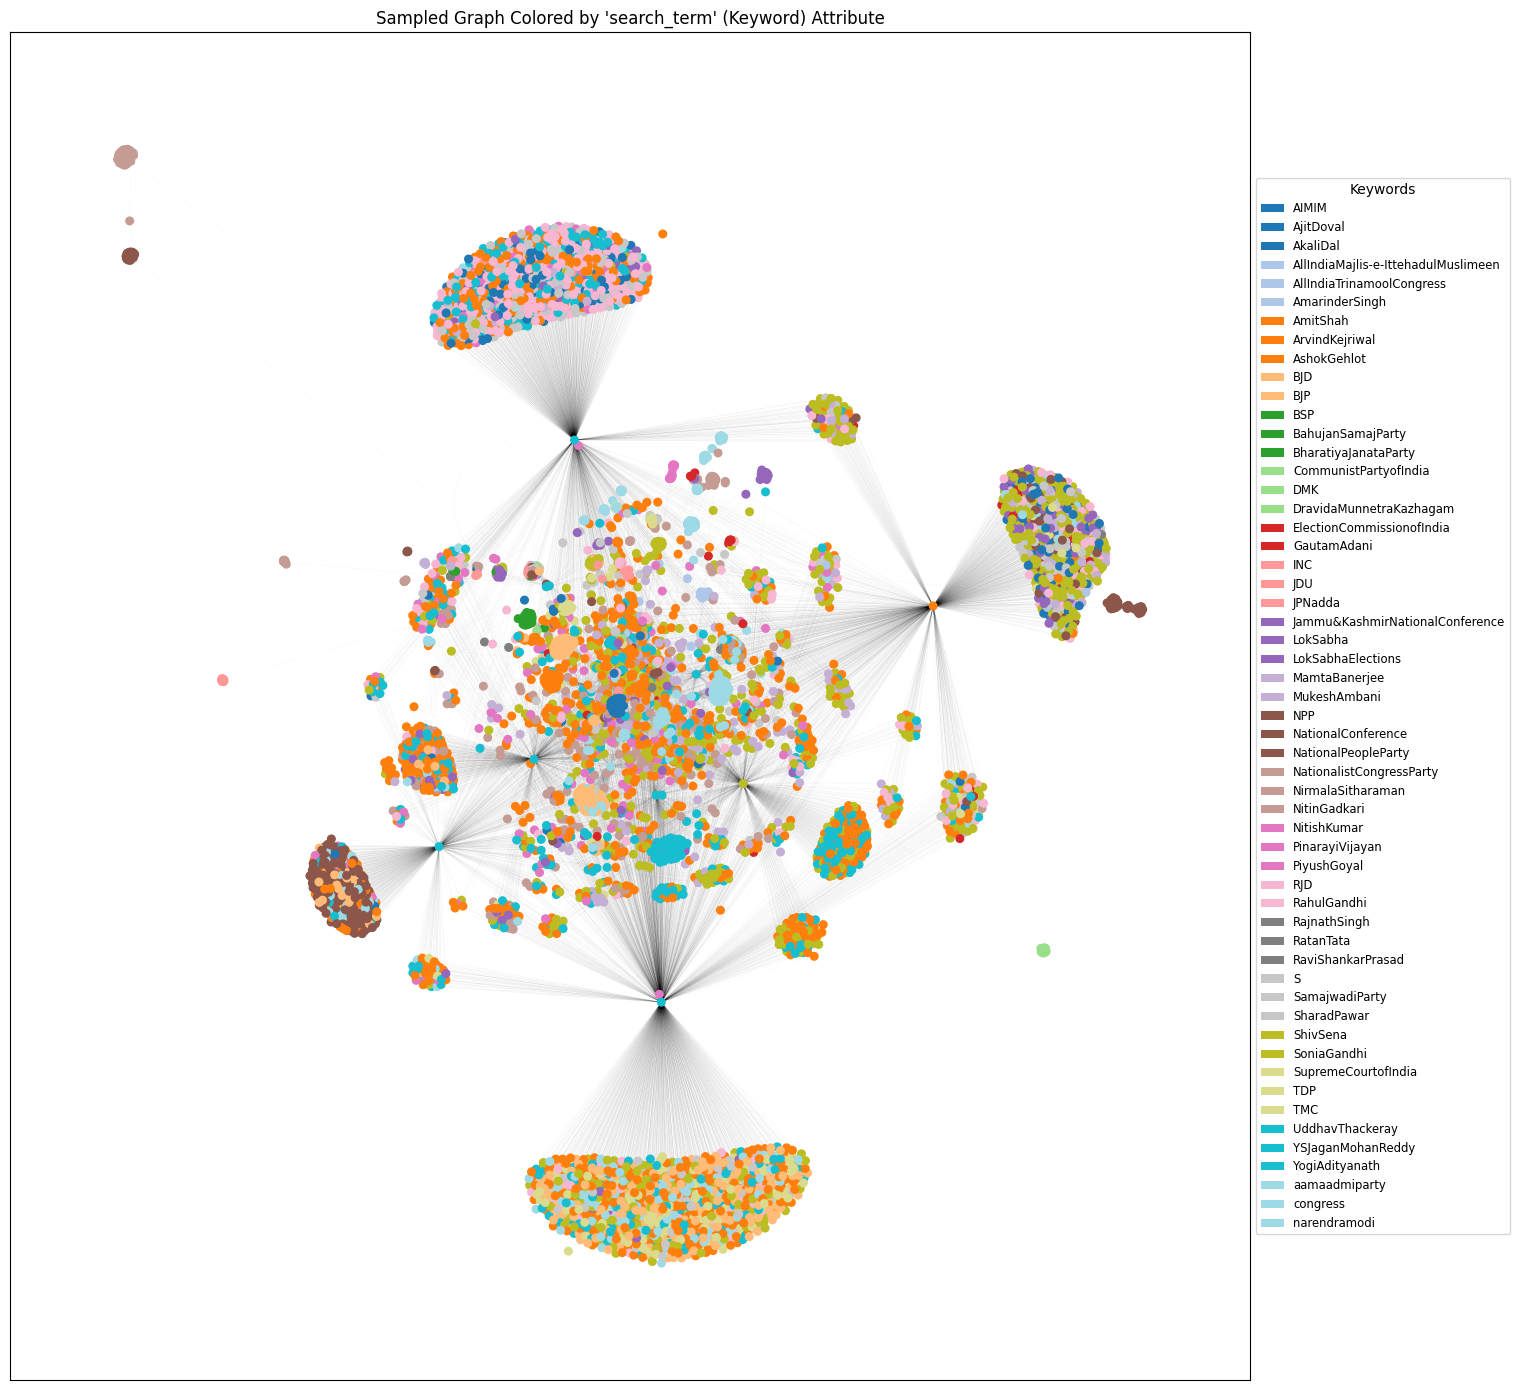 Sampled Graph Colored by 'search_term' (Keyword) Attribute
Keywords
AIMIM
AjitDoval
AkaliDal
AllIndiaMajlis-e-IttehadulMuslimeen
AllIndiaTrinamoolCongress
AmarinderSingh
AmitShah
ArvindKejriwal
AshokGehlot
BJD
BJP
BSP
BahujanSamajParty
BharatiyaJanataParty
CommunistPartyofIndia
DMK
DravidaMunnetraKazhagam
ElectionCommissionofIndia
GautamAdani
INC
JDU
JPNadda
Jammu&KashmirNationalConference
LokSabha
LokSabhaElections
MamtaBanerjee
MukeshAmbani
NPP
NationalConference
NationalPeopleParty
NationalistCongressParty
NirmalaSitharaman
NitinGadkari
NitishKumar
PinarayiVijayan
PiyushGoyal
RJD
RahulGandhi
RajnathSingh
RatanTata
RaviShankarPrasad
S
SamajwadiParty
SharadPawar
ShivSena
SoniaGandhi
SupremeCourtofIndia
TDP
TMC
UddhavThackeray
YSJaganMohanReddy
YogiAdityanath
aamaadmiparty
congress
narendramodi